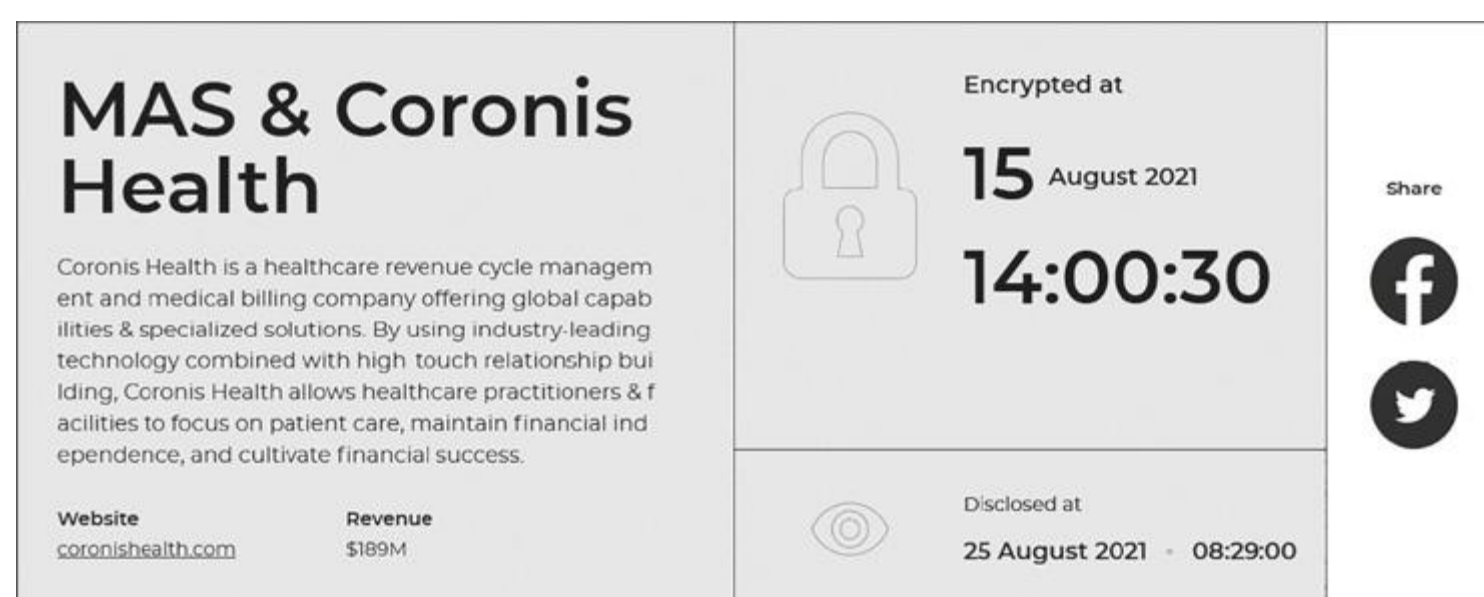 MAS & Coronis
Health
Coronis Health is a healthcare revenue cycle managem
ent and medical billing company offering global capab
ilities & specialized solutions. By using industry-leading
technology combined with high touch relationship bui
lding, Coronis Health allows healthcare practitioners & f
acilities to focus on patient care, maintain financial ind
ependence, and cultivate financial success.
Website
Revenue
coronishealth.com
$189M
Encrypted at
15 August 2021
14:00:30
Disclosed at
25 August 2021 • 08:29:00
Share